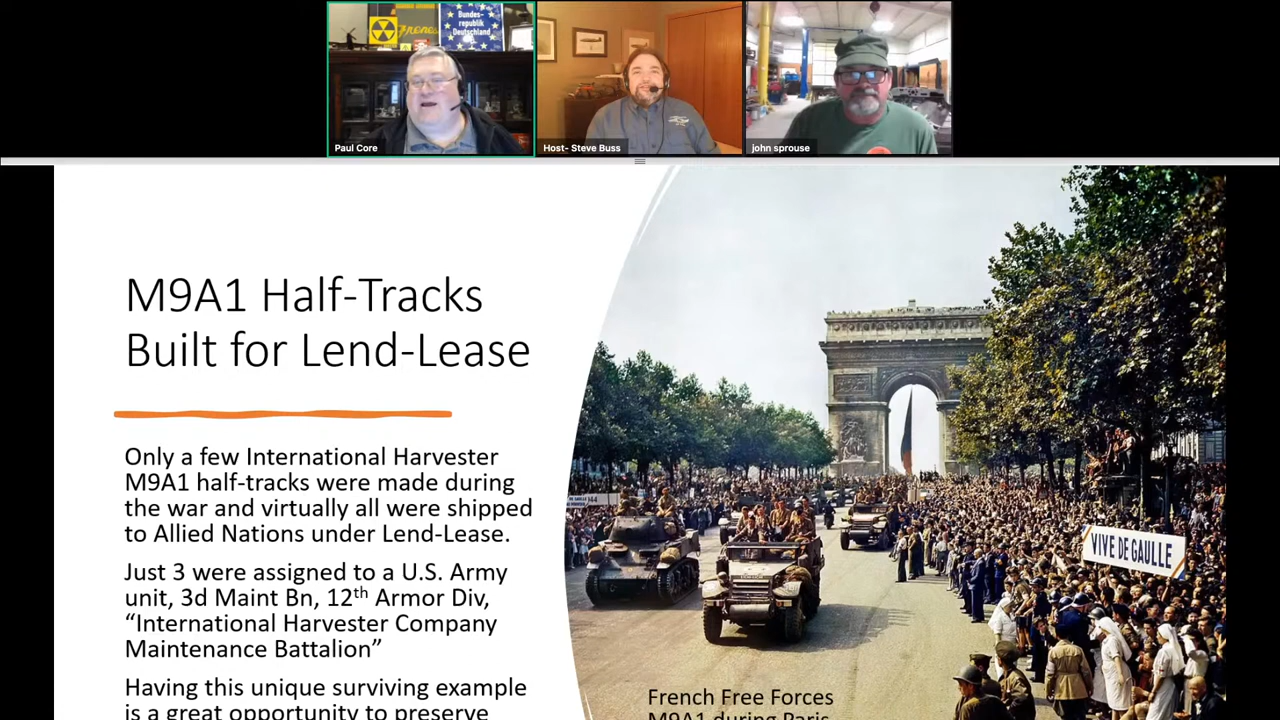 Bundes-
republik
Deutschland
Paul Core
Host- Steve Buss
john sprouse
M9A1 Half-Tracks
Built for Lend-Lease
Only a few International Harvester
M9A1 half-tracks were made during
the war and virtually all were shipped
to Allied Nations under Lend-Lease.
Just 3 were assigned to a U.S. Army
unit, 3d Maint Bn, 12th Armor Div,
“International Harvester Company
Maintenance Battalion”
Having this unique surviving example
is a great opportunity to preserve
VIVE DE GAULLE
French Free Forces
M9A1 during Paris